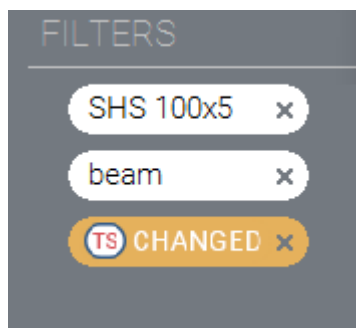 FILTERS
SHS 100x5 ×
beam ×
TS CHANGED ×